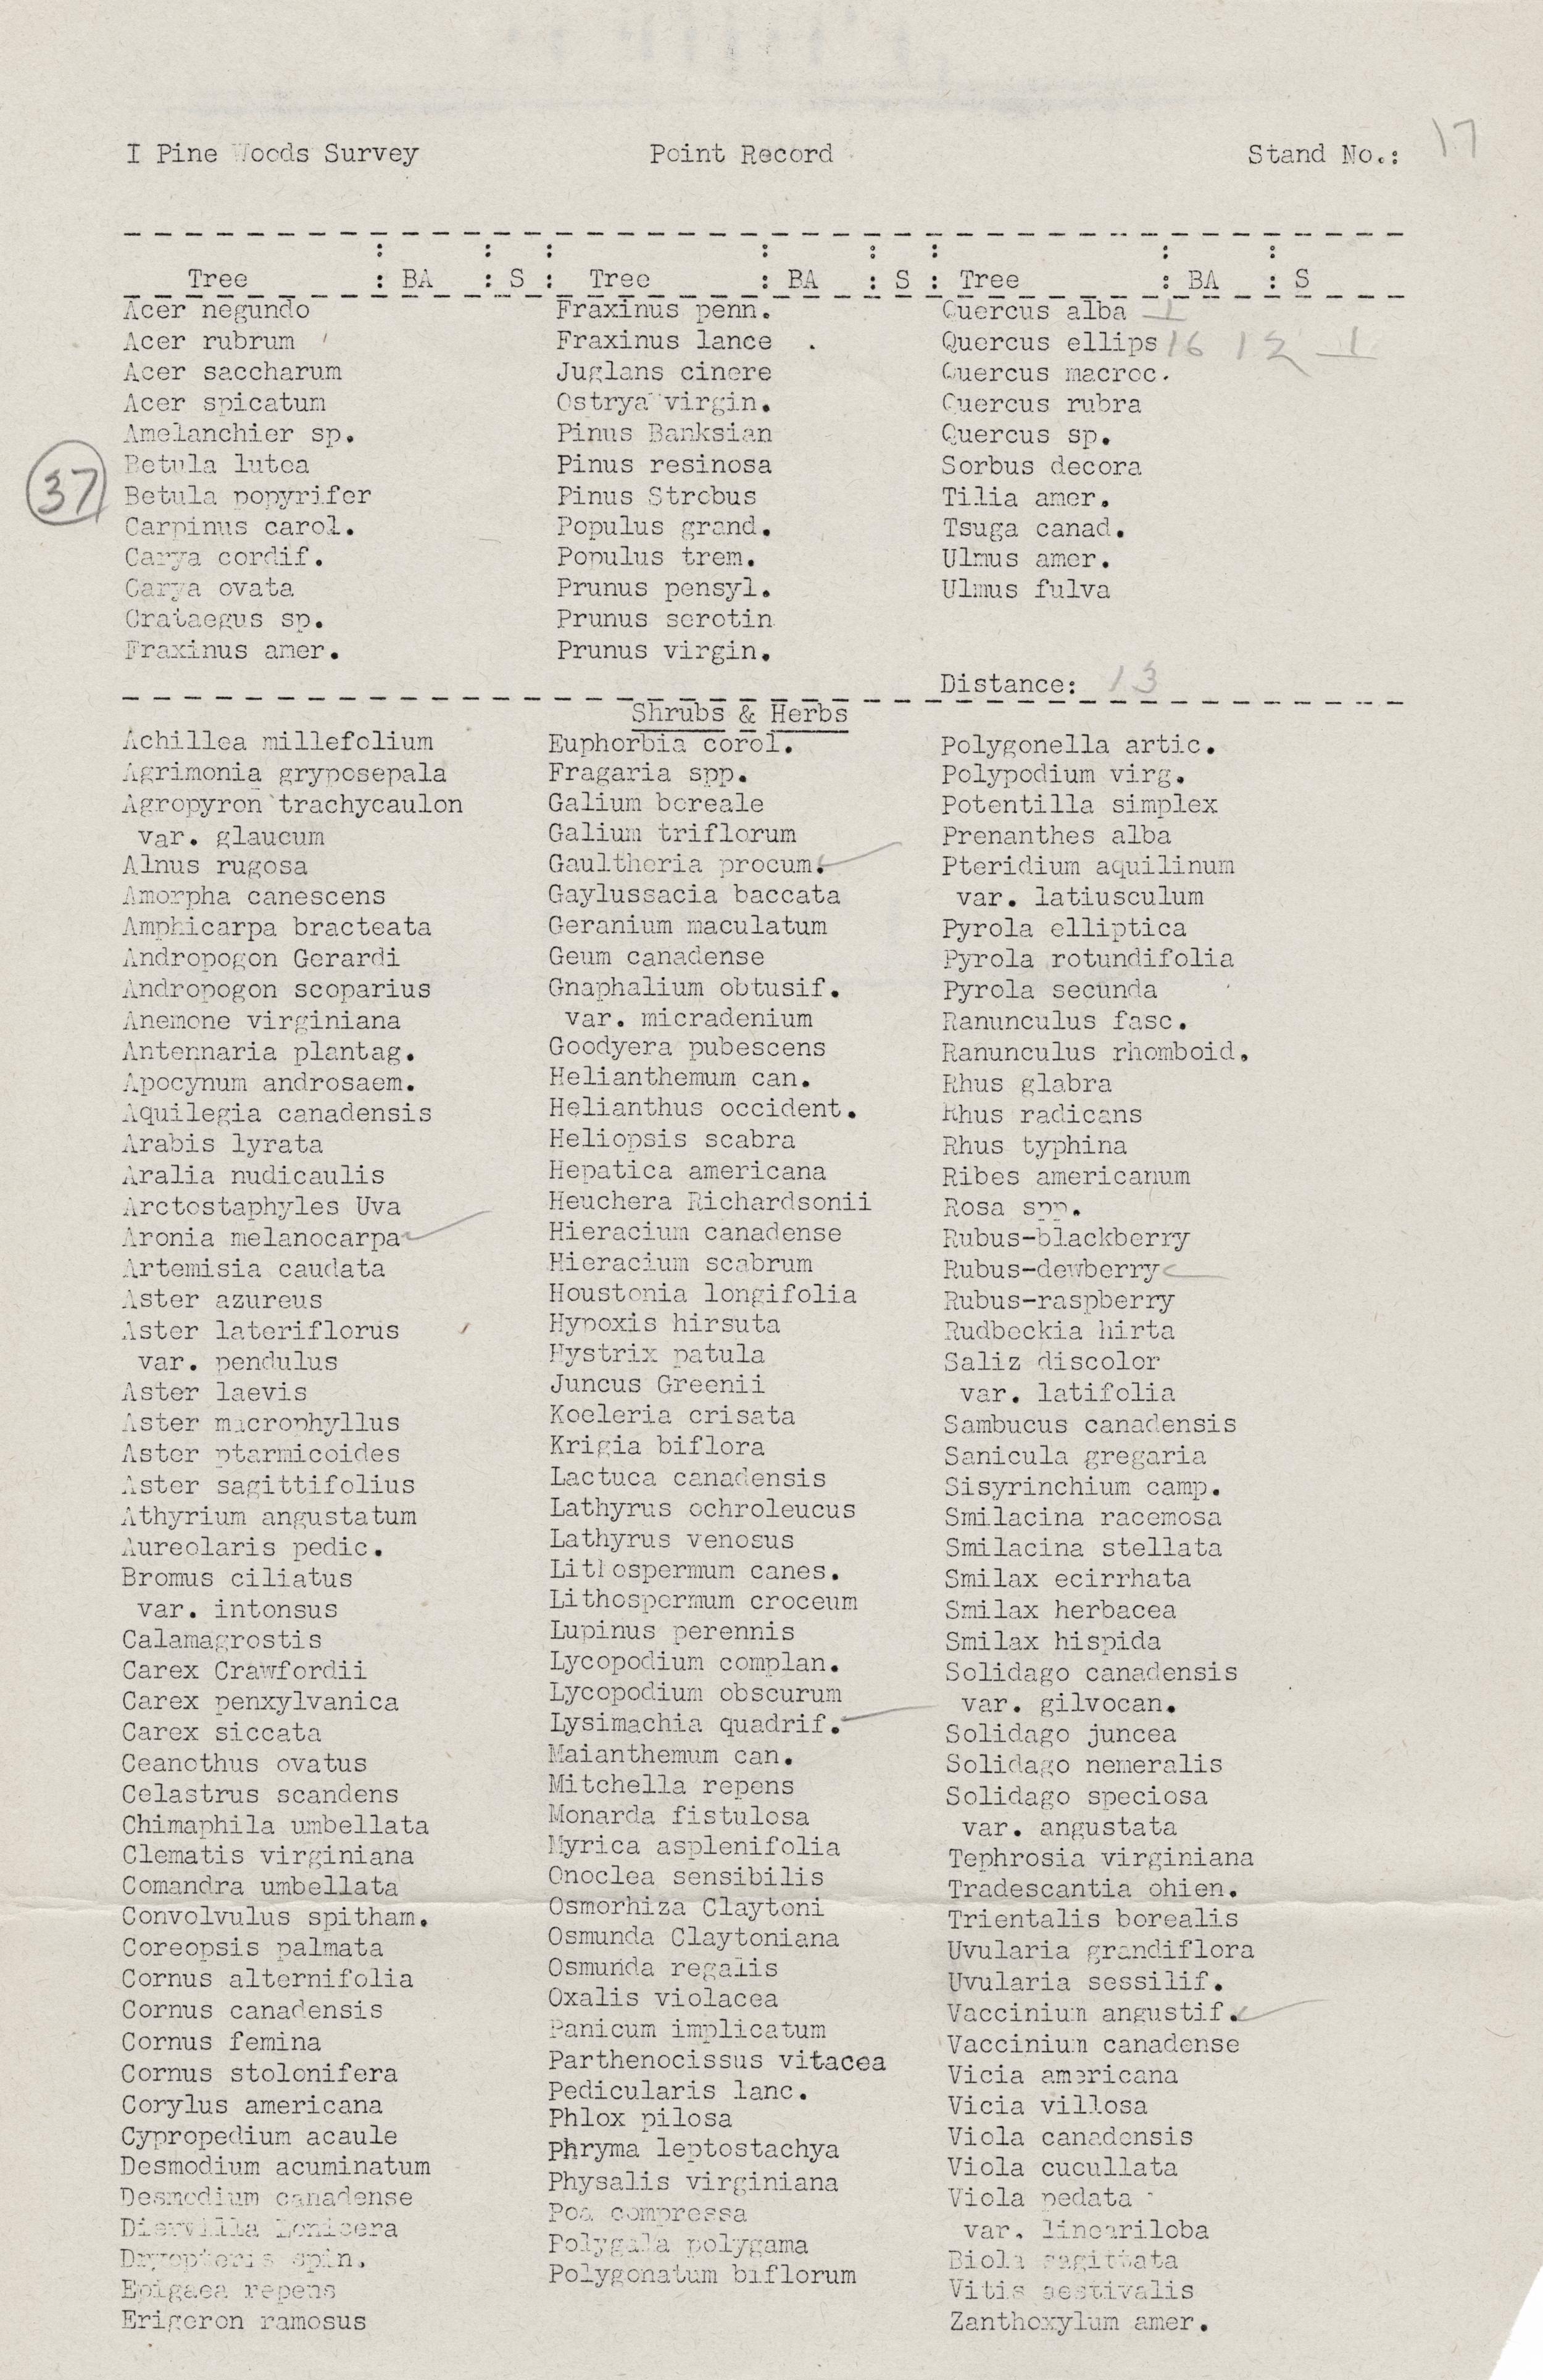 I Pine Woods Survey Point Record Stand No.: 17
Tree : BA : S : Tree : BA : S : Tree : BA : S
Acer negundo
Acer rubrum
Acer saccharum
Acer spicatum
Amelanchier sp.
Betula lutea
37
Betula popyrifer
Carpinus carol.
Carya cordif.
Carya ovata
Crataegus sp.
Fraxinus amer.
Fraxinus penn.
Fraxinus lance .
Juglans cinere
Ostrya virgin.
Pinus Banksian
Pinus resinosa
Pinus Strobus
Populus grand.
Populus trem.
Prunus pensyl.
Prunus serotin
Prunus virgin.
Quercus alba
Quercus ellips 16 12 1
Quercus macroc.
Quercus rubra
Quercus sp.
Sorbus decora
Tilia amer.
Tsuga canad.
Ulmus amer.
Ulmus fulva
Distance: 13
Shrubs & Herbs
Achillea millefolium
Agrimonia gryposepala
Agropyron trachycaulon
var. glaucum
Alnus rugosa
Amorpha canescens
Amphicarpa bracteata
Andropogon Gerardi
Andropogon scoparius
Anemone virginiana
Antennaria plantag.
Apocynum androsaem.
Aquilegia canadensis
Arabis lyrata
Aralia nudicaulis
Arctostaphyles Uva
Aronia melanocarpa ✓
Artemisia caudata
Aster azureus
Aster lateriflorus
var. pendulus
Aster laevis
Aster macrophyllus
Aster ptarmicoides
Aster sagittifolius
Athyrium angustatum
Aureolaris pedic.
Bromus ciliatus
var. intonsus
Calamagrostis
Carex Crawfordii
Carex penxylvanica
Carex siccata
Ceanothus ovatus
Celastrus scandens
Chimaphila umbellata
Clematis virginiana
Comandra umbellata
Convolvulus spitham.
Coreopsis palmata
Cornus alternifolia
Cornus canadensis
Cornus femina
Cornus stolonifera
Corylus americana
Cypropedium acaule
Desmodium acuminatum
Desmodium canadense
Diervilla Lonicera
Dryopteris spin.
Epigaea repens
Erigeron ramosus
Euphorbia corol.
Fragaria spp.
Galium boreale
Galium triflorum
Gaultheria procum. ✓
Gaylussacia baccata
Geranium maculatum
Geum canadense
Gnaphalium obtusif.
var. micradenium
Goodyera pubescens
Helianthemum can.
Helianthus occident.
Heliopsis scabra
Hepatica americana
Heuchera Richardsonii
Hieracium canadense
Hieracium scabrum
Houstonia longifolia
Hypoxis hirsuta
Hystrix patula
Juncus Greenii
Koeleria crisata
Krigia biflora
Lactuca canadensis
Lathyrus ochroleucus
Lathyrus venosus
Lithospermum canes.
Lithospermum croceum
Lupinus perennis
Lycopodium complan.
Lycopodium obscurum
Lysimachia quadrif. ✓
Maianthemum can.
Mitchella repens
Monarda fistulosa
Myrica asplenifolia
Onoclea sensibilis
Osmorhiza Claytoni
Osmunda Claytoniana
Osmunda regalis
Oxalis violacea
Panicum implicatum
Parthenocissus vitacea
Pedicularis lanc.
Phlox pilosa
Phryma leptostachya
Physalis virginiana
Poa compressa
Polygala polygama
Polygonatum biflorum
Polygonella artic.
Polypodium virg.
Potentilla simplex
Prenanthes alba
Pteridium aquilinum
var. latiusculum
Pyrola elliptica
Pyrola rotundifolia
Pyrola secunda
Ranunculus fasc.
Ranunculus rhomboid.
Rhus glabra
Rhus radicans
Rhus typhina
Ribes americanum
Rosa spp.
Rubus-blackberry
Rubus-dewberry ✓
Rubus-raspberry
Rudbeckia hirta
Saliz discolor
var. latifolia
Sambucus canadensis
Sanicula gregaria
Sisyrinchium camp.
Smilacina racemosa
Smilacina stellata
Smilax ecirrhata
Smilax herbacea
Smilax hispida
Solidago canadensis
var. gilvocan.
Solidago juncea
Solidago nemeralis
Solidago speciosa
var. angustata
Tephrosia virginiana
Tradescantia ohien.
Trientalis borealis
Uvularia grandiflora
Uvularia sessilif.
Vaccinium angustif. ✓
Vaccinium canadense
Vicia americana
Vicia villosa
Viola canadensis
Viola cucullata
Viola pedata
var. lineariloba
Biola sagittata
Vitis aestivalis
Zanthoxylum amer.